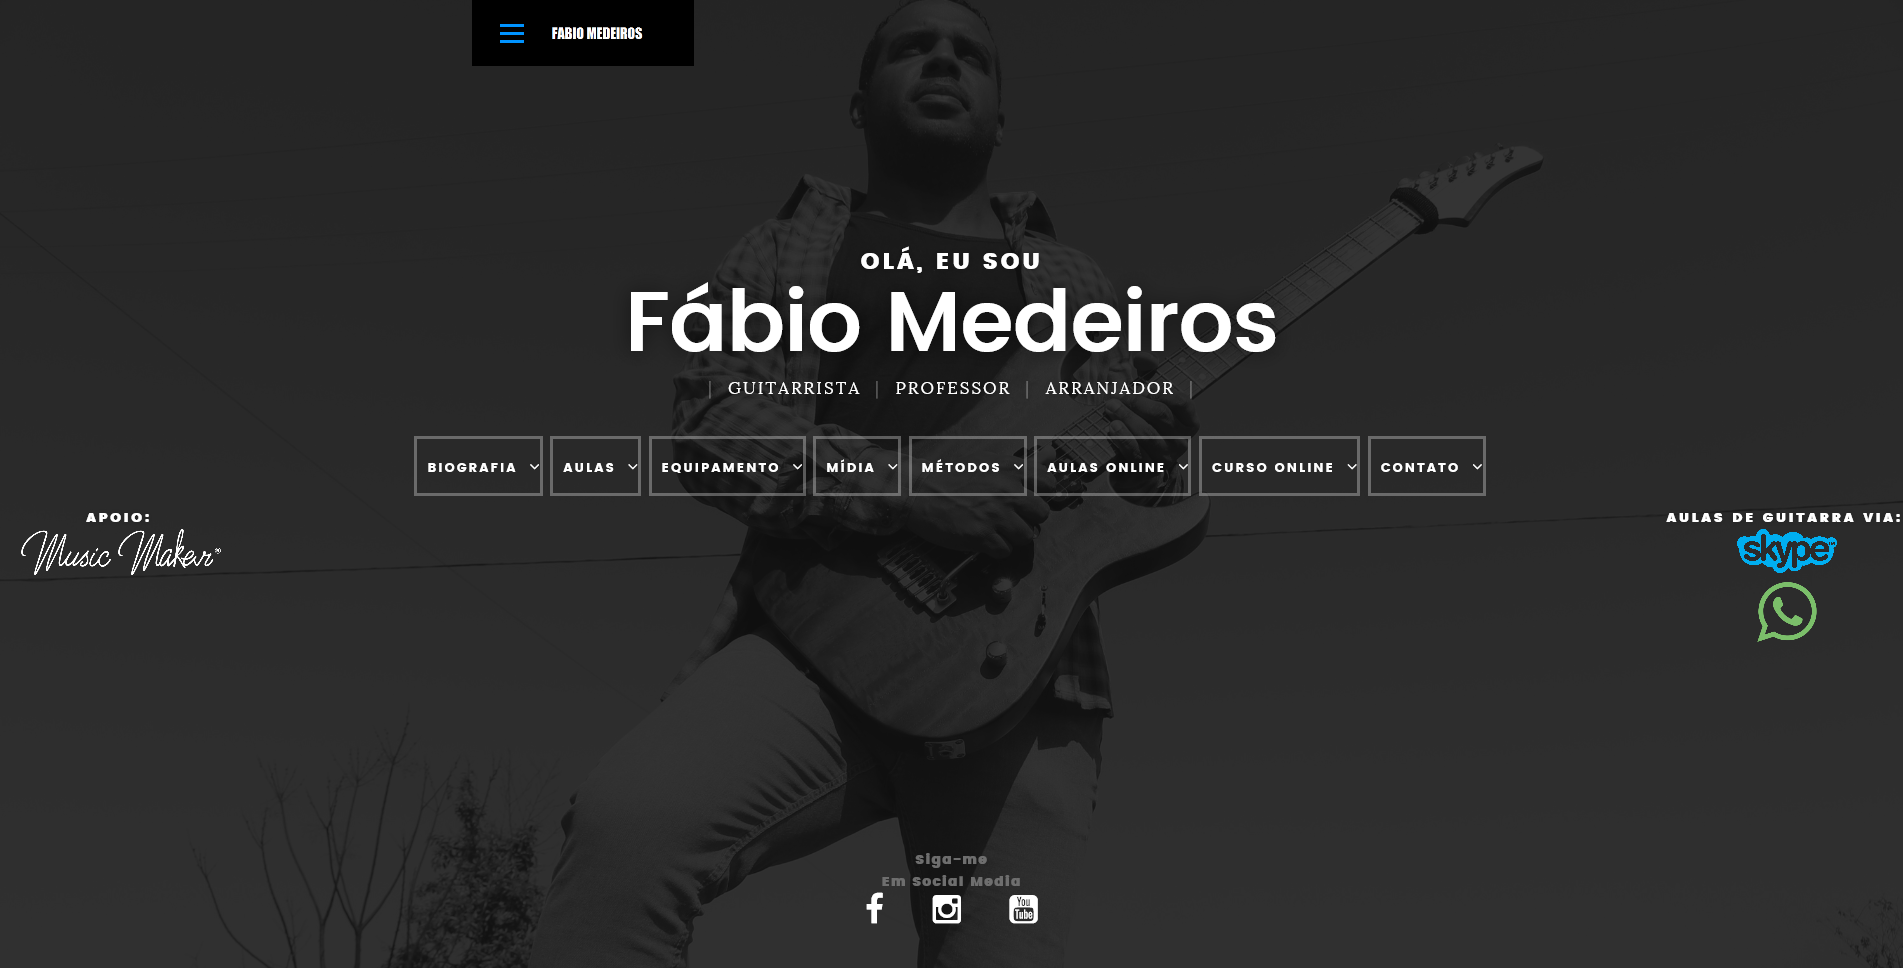 FABIO MEDEIROS
OLÁ, EU SOU
Fábio Medeiros
| GUITARRISTA | PROFESSOR | ARRANJADOR |
BIOGRAFIA AULAS EQUIPAMENTO MÍDIA MÉTODOS AULAS ONLINE CURSO ONLINE CONTATO
APOIO:
Music Maker®
AULAS DE GUITARRA VIA:
skype™
Siga-me
Em Social Media
You
Tube